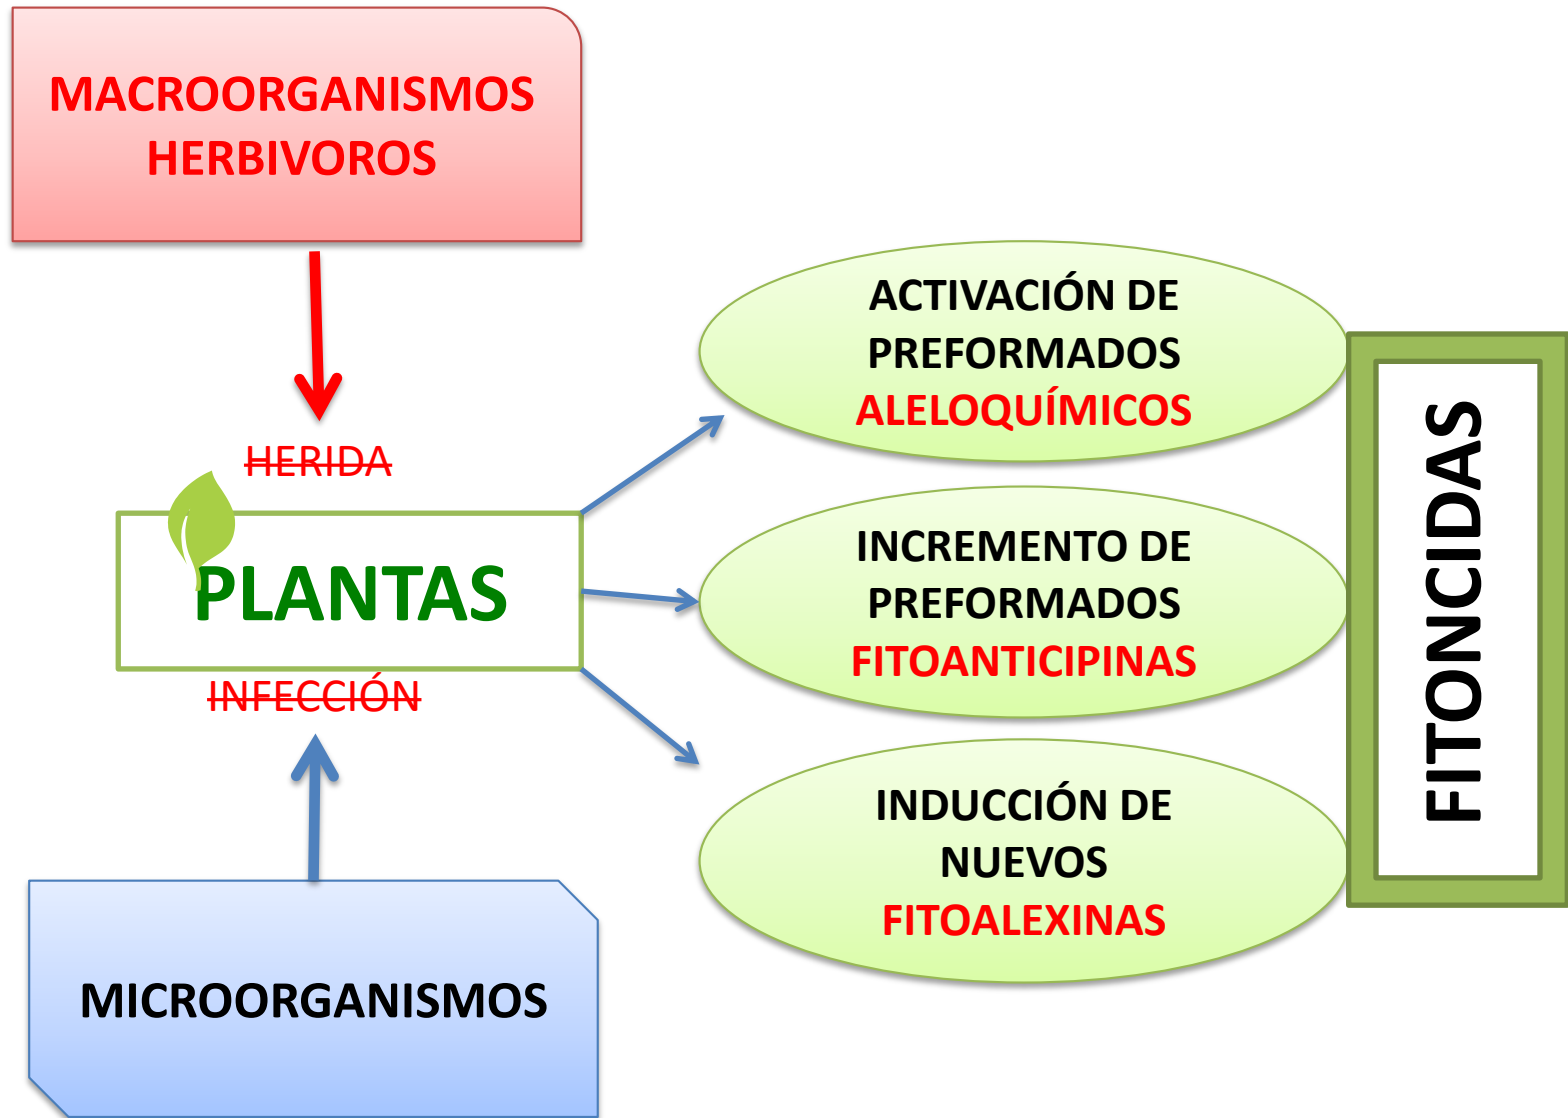 MACROORGANISMOS
HERBIVOROS
HERIDA
PLANTAS
INFECCIÓN
MICROORGANISMOS
ACTIVACIÓN DE
PREFORMADOS
ALELOQUÍMICOS
INCREMENTO DE
PREFORMADOS
FITOANTICIPINAS
INDUCCIÓN DE
NUEVOS
FITOALEXINAS
FITONCIDAS